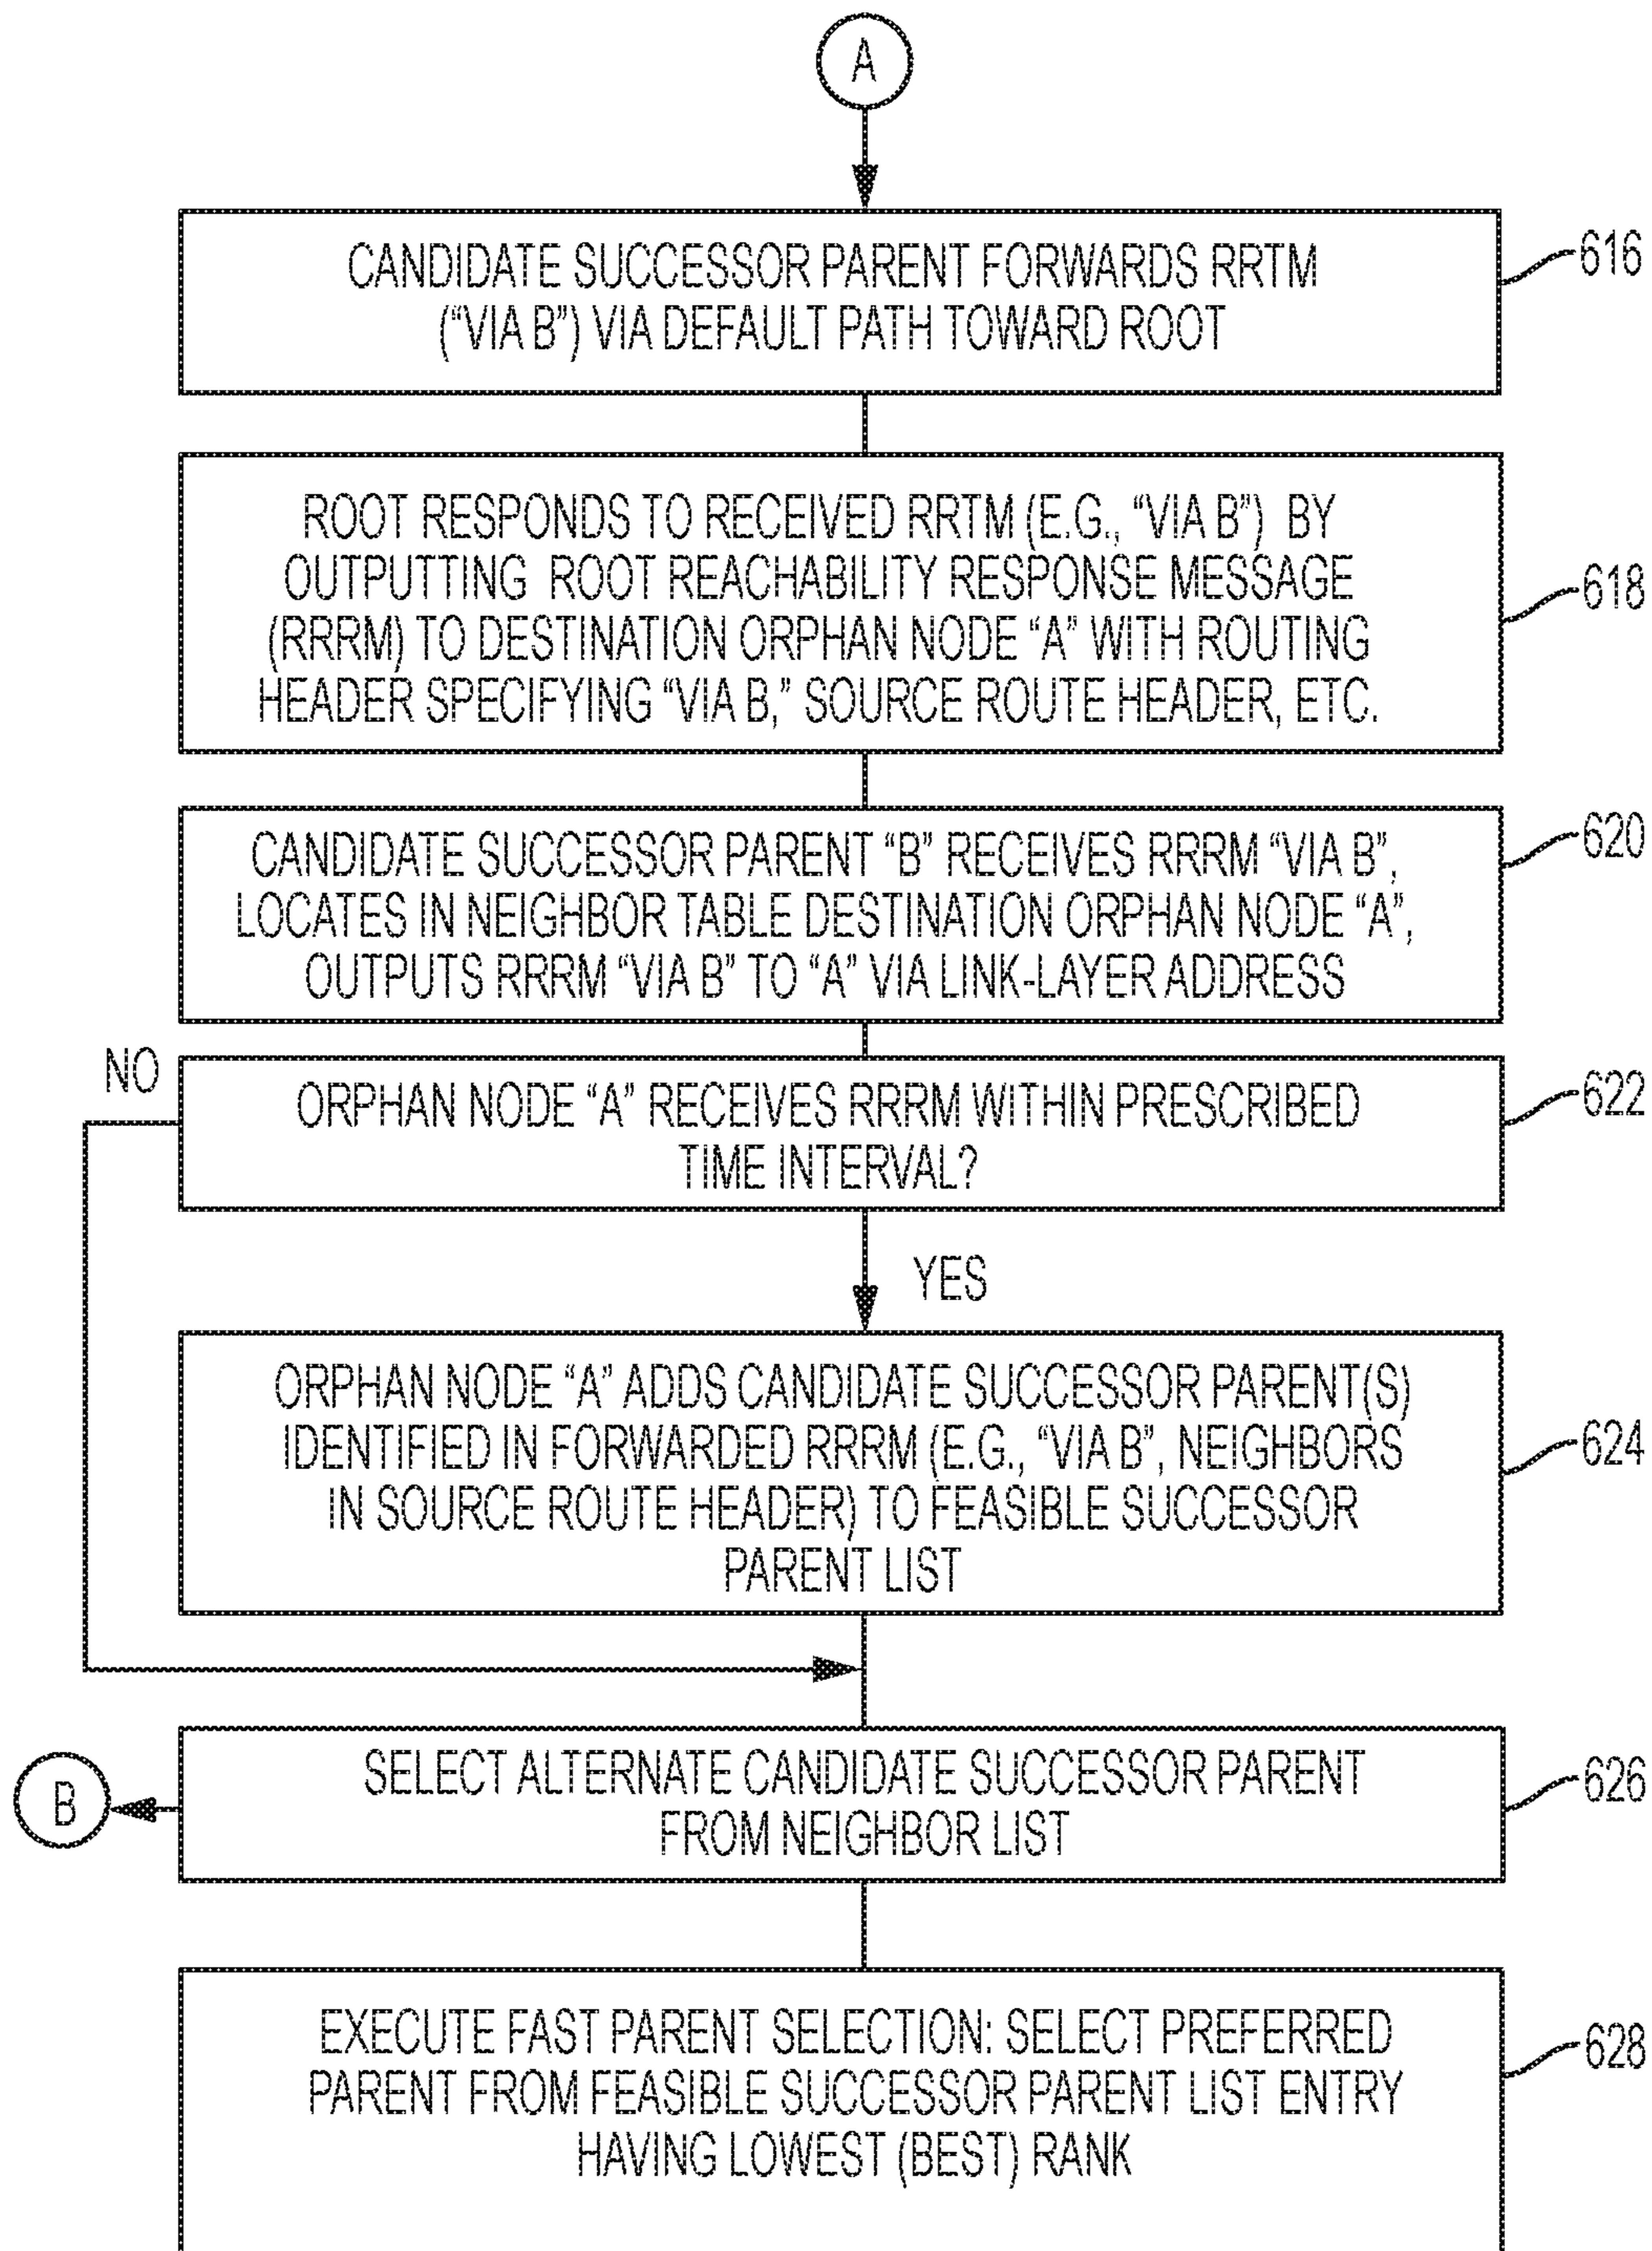 A
CANDIDATE SUCCESSOR PARENT FORWARDS RRTM
("VIA B") VIA DEFAULT PATH TOWARD ROOT
616
ROOT RESPONDS TO RECEIVED RRTM (E.G., "VIA B") BY
OUTPUTTING ROOT REACHABILITY RESPONSE MESSAGE
(RRRM) TO DESTINATION ORPHAN NODE "A" WITH ROUTING
HEADER SPECIFYING "VIA B," SOURCE ROUTE HEADER, ETC.
618
CANDIDATE SUCCESSOR PARENT "B" RECEIVES RRRM "VIA B",
LOCATES IN NEIGHBOR TABLE DESTINATION ORPHAN NODE "A",
OUTPUTS RRRM "VIA B" TO "A" VIA LINK-LAYER ADDRESS
620
NO
ORPHAN NODE "A" RECEIVES RRRM WITHIN PRESCRIBED
TIME INTERVAL?
622
YES
ORPHAN NODE "A" ADDS CANDIDATE SUCCESSOR PARENT(S)
IDENTIFIED IN FORWARDED RRRM (E.G., "VIA B", NEIGHBORS
IN SOURCE ROUTE HEADER) TO FEASIBLE SUCCESSOR
PARENT LIST
624
SELECT ALTERNATE CANDIDATE SUCCESSOR PARENT
FROM NEIGHBOR LIST
626
B
EXECUTE FAST PARENT SELECTION: SELECT PREFERRED
PARENT FROM FEASIBLE SUCCESSOR PARENT LIST ENTRY
HAVING LOWEST (BEST) RANK
628